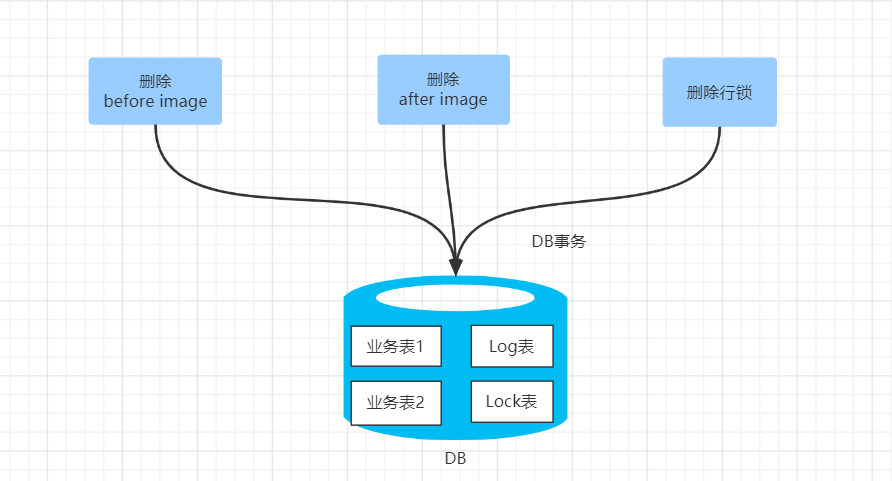 删除
before image
删除
after image
删除行锁
DB事务
业务表1
Log表
业务表2
Lock表
DB